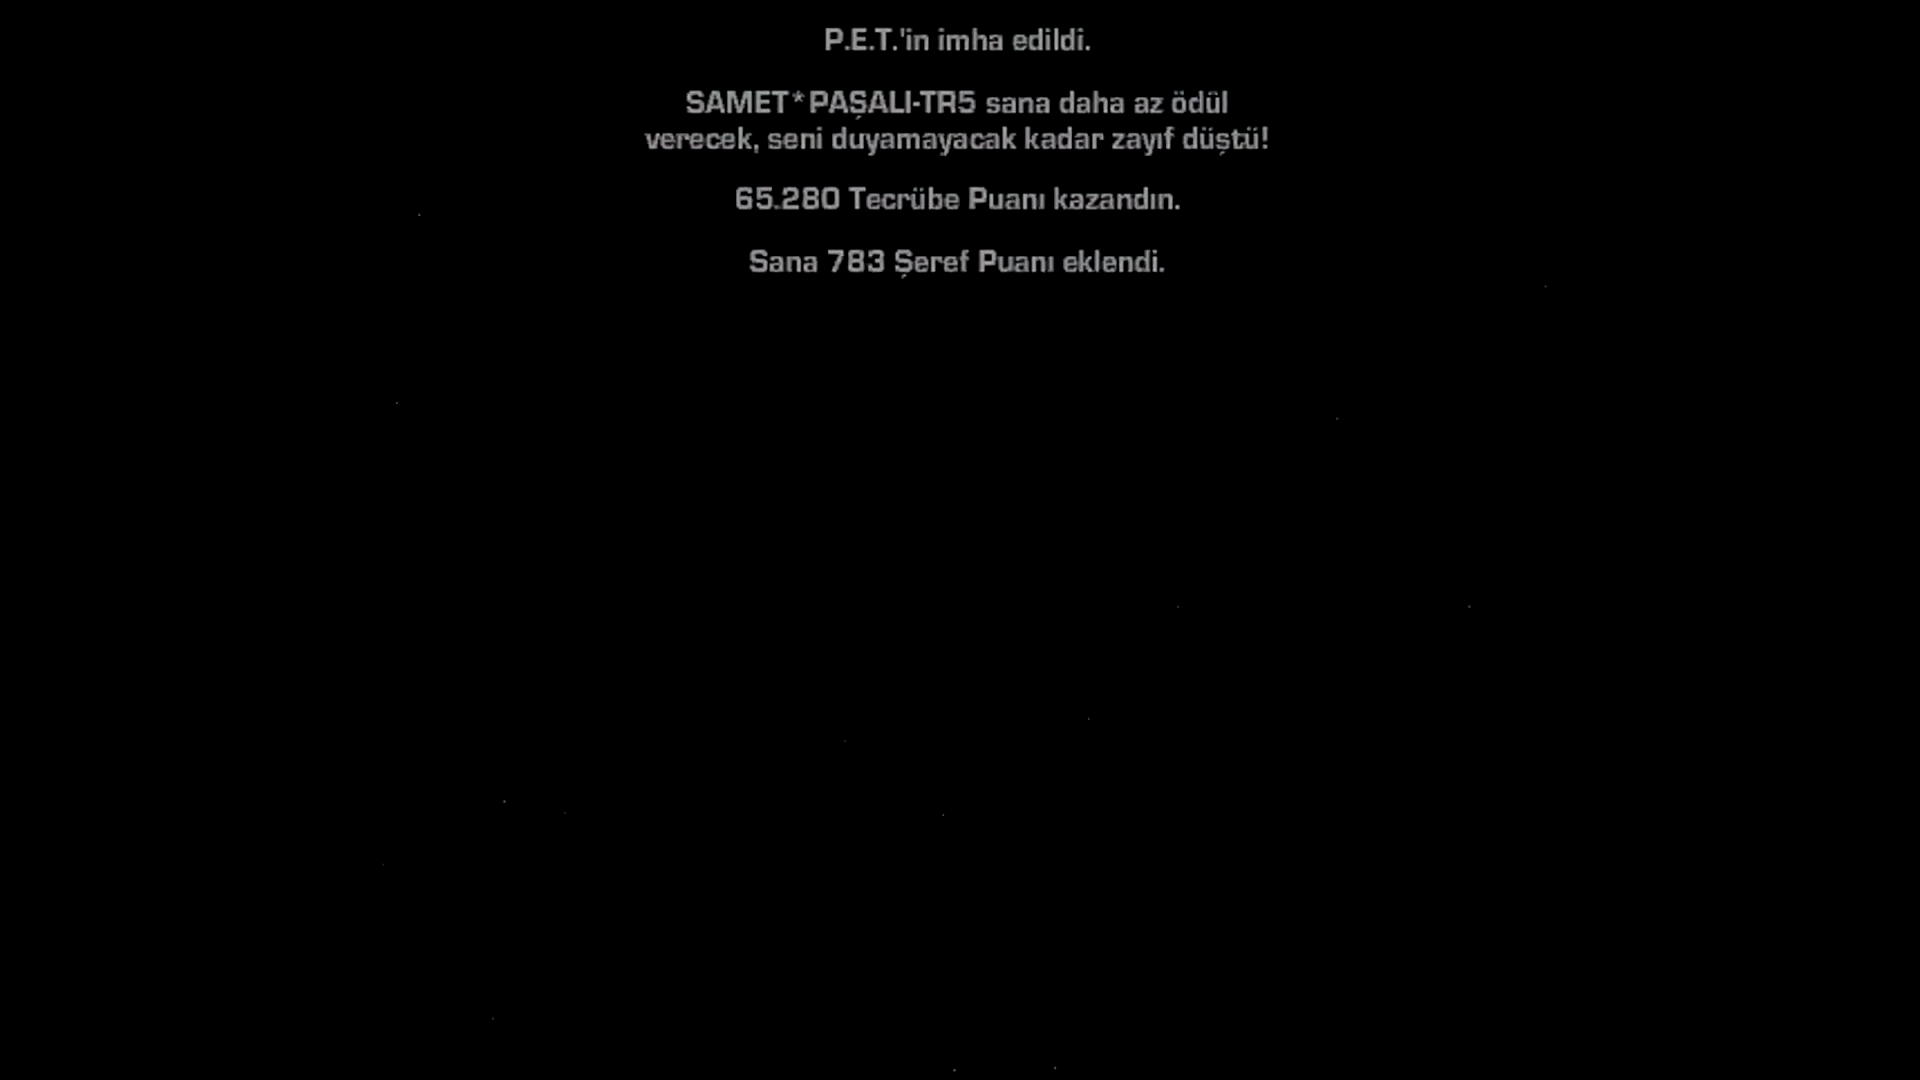 P.E.T.'in imha edildi.
SAMET*PAŞALI-TR5 sana daha az ödül
verecek, seni duyamayacak kadar zayıf düştü!
65.280 Tecrübe Puanı kazandın.
Sana 783 Şeref Puanı eklendi.